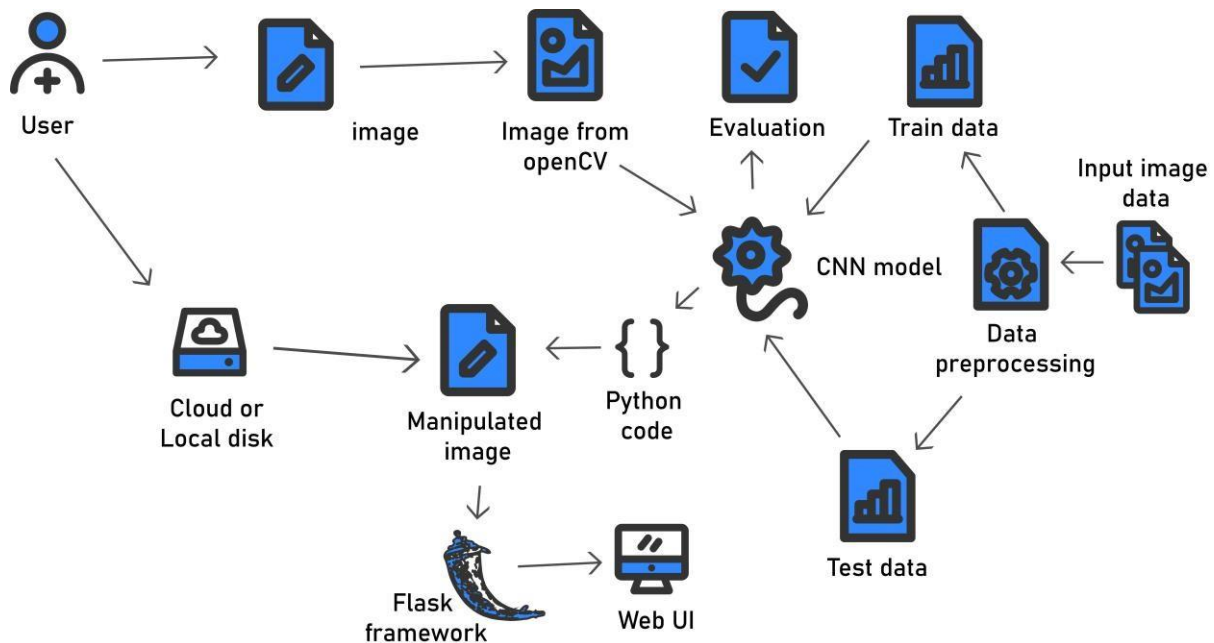 User
image
Image from
openCV
Evaluation
Train data
Input image
data
CNN model
Data
preprocessing
Cloud or
Local disk
Manipulated
image
Python
code
Test data
Flask
framework
Web UI